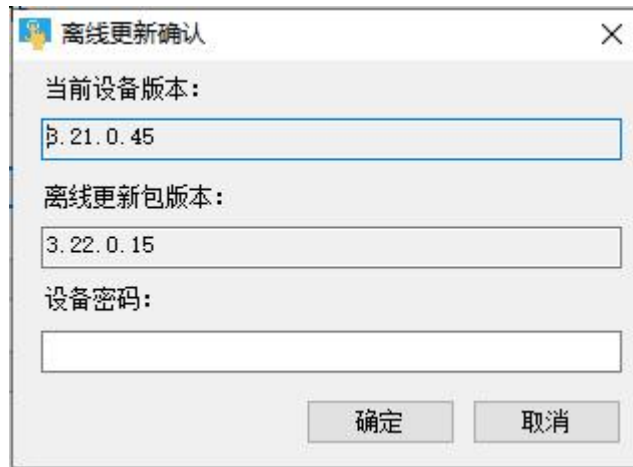 离线更新确认
当前设备版本：
3.21.0.45
离线更新包版本：
3.22.0.15
设备密码：
确定 取消